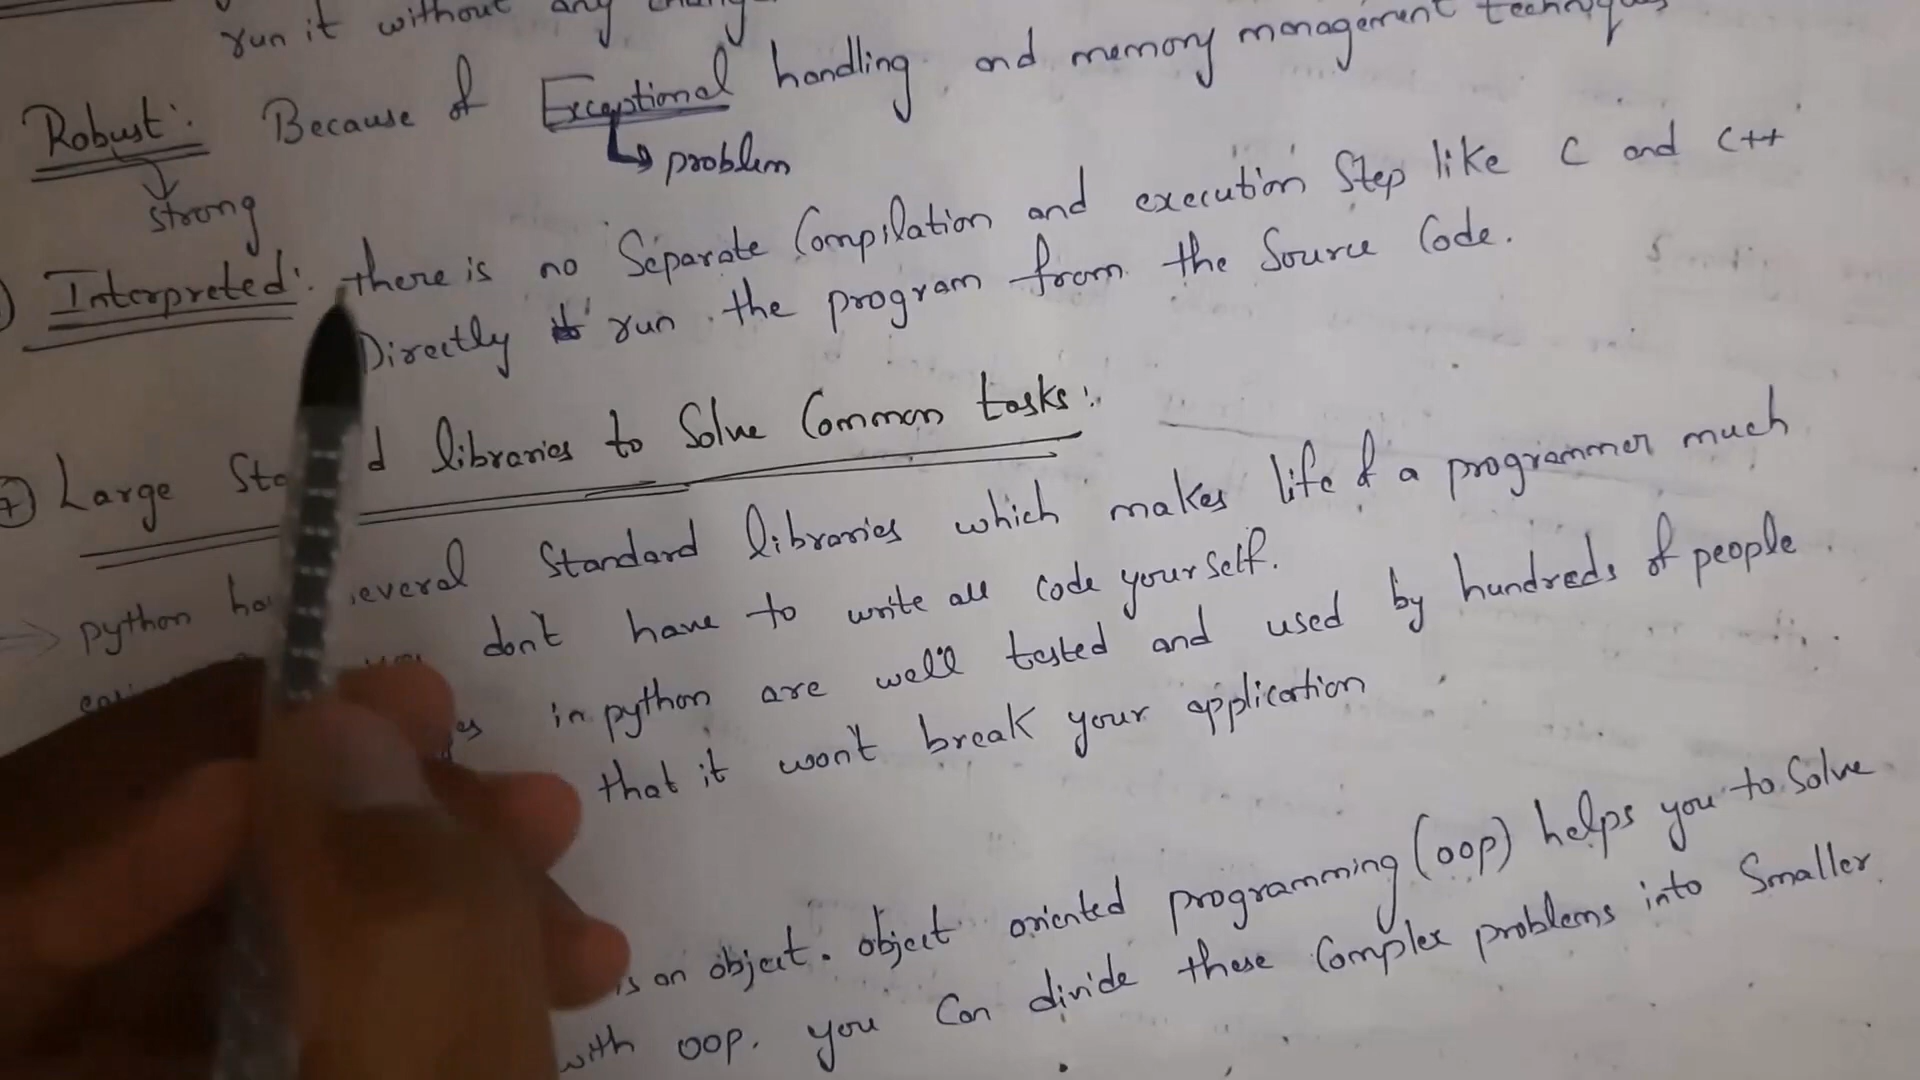 run it without any
Robust: Because of Exceptional handling and memory management techniques
problem
strong
Interpreted: there is no Separate Compilation and execution Step like C and C++
Directly run the program from the Source Code.
7 Large libraries to Solve Common tasks:
python several Standard libraries which makes life of a programmer much
don't have to write all code yourself.
in python are well tested and used by hundreds of people
that it won't break your application
is an object. object oriented programming (OOP) helps you to Solve
with OOP. you Can divide these Complex problems into Smaller